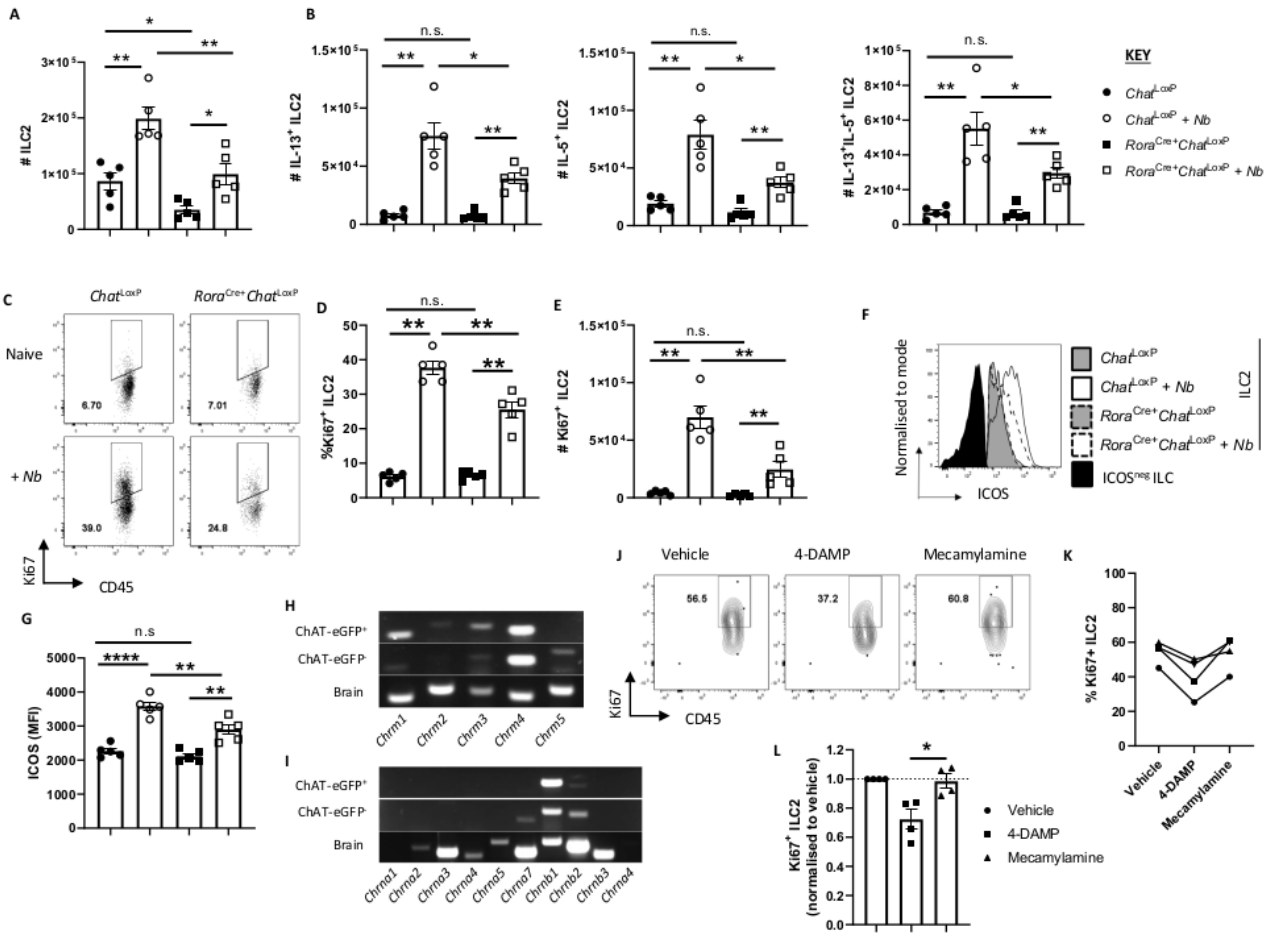 A
*
**
**
*
3×10⁵
2×10⁵
1×10⁵
0
# ILC2
B
n.s.
**
*
**
1.5×10⁵
1×10⁵
5×10⁴
0
# IL-13⁺ ILC2
n.s.
**
*
**
1.5×10⁵
1×10⁵
5×10⁴
0
# IL-5⁺ ILC2
n.s.
**
*
**
1×10⁵
8×10⁴
6×10⁴
4×10⁴
2×10⁴
0
# IL-13⁺IL-5⁺ ILC2
KEY
Chat^LoxP
Chat^LoxP + Nb
Rora^Cre+Chat^LoxP
Rora^Cre+Chat^LoxP + Nb
C
Chat^LoxP
Rora^Cre+Chat^LoxP
Naive
6.70
7.01
+ Nb
39.0
24.8
Ki67
CD45
D
n.s.
**
**
**
50
40
30
20
10
0
%Ki67⁺ ILC2
E
n.s.
**
**
**
1.5×10⁵
1×10⁵
5×10⁴
0
# Ki67⁺ ILC2
F
Normalised to mode
100
80
60
40
20
0
ICOS
Chat^LoxP
Chat^LoxP + Nb
Rora^Cre+Chat^LoxP
Rora^Cre+Chat^LoxP + Nb
ICOS^neg ILC
ILC2
G
n.s
****
**
**
5000
4000
3000
2000
1000
0
ICOS (MFI)
H
ChAT-eGFP⁺
ChAT-eGFP⁻
Brain
Chrm1
Chrm2
Chrm3
Chrm4
Chrm5
I
ChAT-eGFP⁺
ChAT-eGFP⁻
Brain
Chrna1
Chrna2
Chrna3
Chrna4
Chrna5
Chrna7
Chrnb1
Chrnb2
Chrnb3
Chrna4
J
Vehicle
4-DAMP
Mecamylamine
56.5
37.2
60.8
Ki67
CD45
K
100
80
60
40
20
0
% Ki67+ ILC2
Vehicle
4-DAMP
Mecamylamine
L
*
1.2
1.0
0.8
0.6
0.4
0.2
0.0
Ki67⁺ ILC2
(normalised to vehicle)
Vehicle
4-DAMP
Mecamylamine